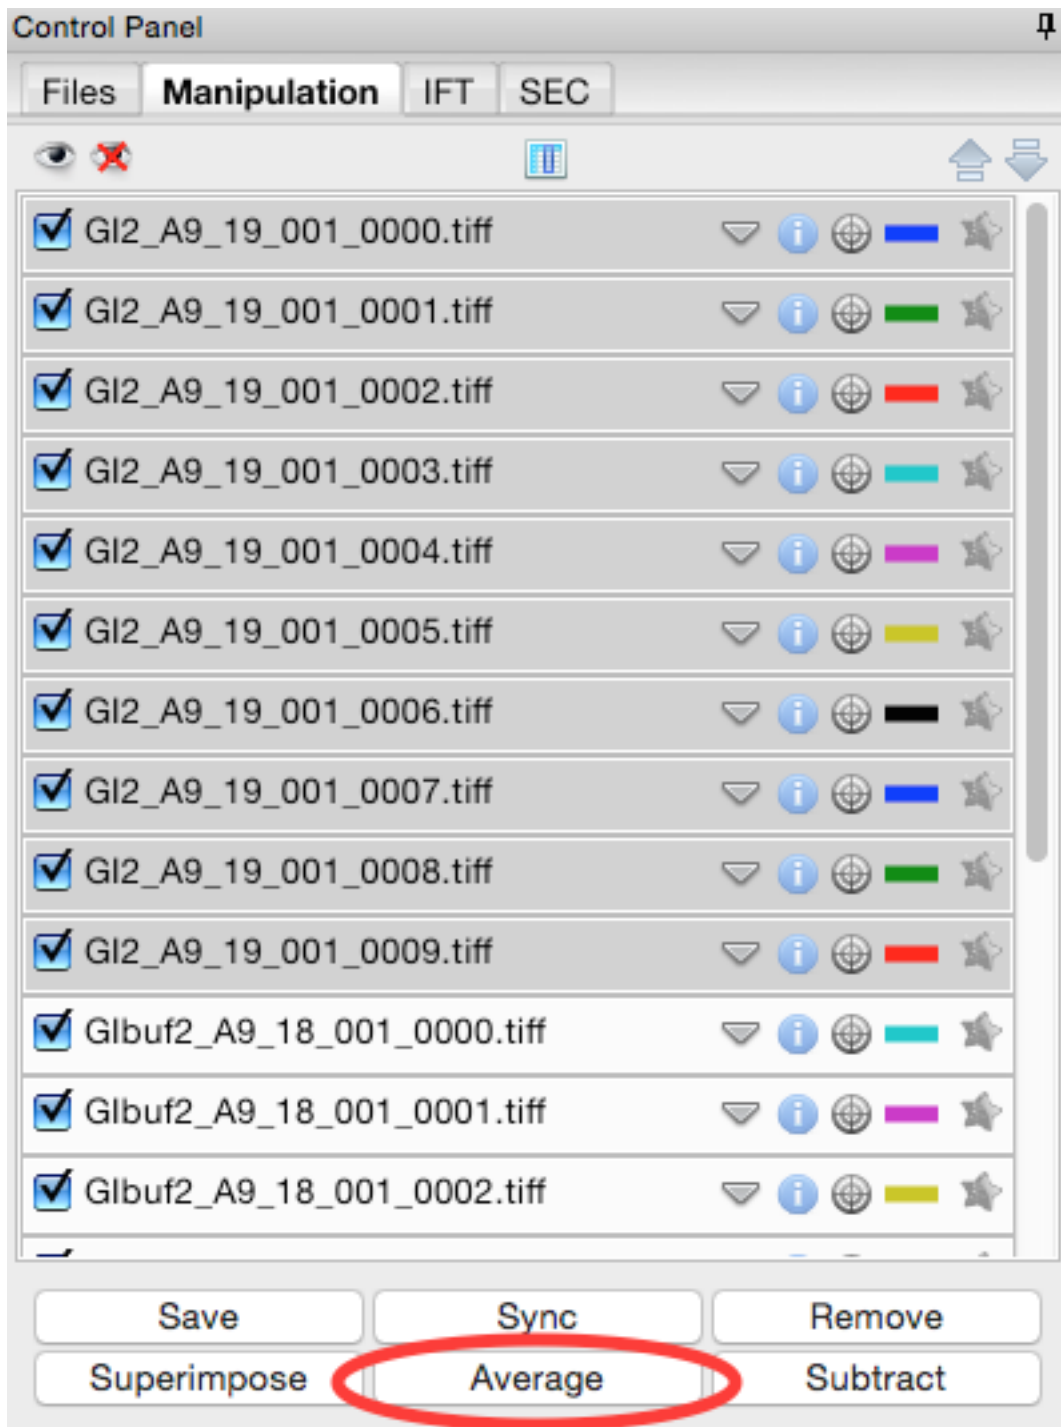 Control Panel
Files Manipulation IFT SEC
GI2_A9_19_001_0000.tiff
GI2_A9_19_001_0001.tiff
GI2_A9_19_001_0002.tiff
GI2_A9_19_001_0003.tiff
GI2_A9_19_001_0004.tiff
GI2_A9_19_001_0005.tiff
GI2_A9_19_001_0006.tiff
GI2_A9_19_001_0007.tiff
GI2_A9_19_001_0008.tiff
GI2_A9_19_001_0009.tiff
GIbuf2_A9_18_001_0000.tiff
GIbuf2_A9_18_001_0001.tiff
GIbuf2_A9_18_001_0002.tiff
Save Sync Remove
Superimpose Average Subtract